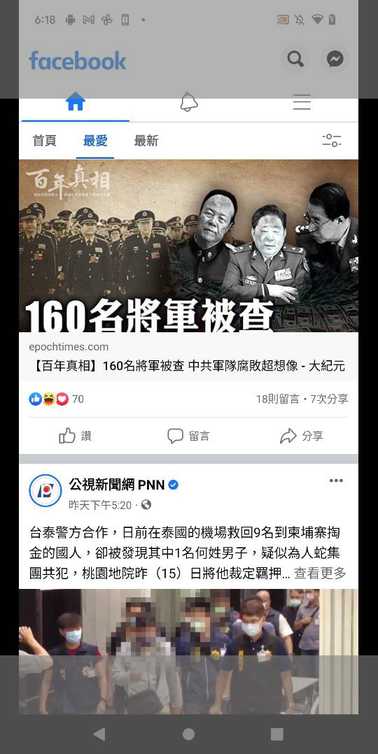 6:18
facebook
首頁
最愛
最新
百年真相
160名將軍被查
epochtimes.com
【百年真相】160名將軍被查 中共軍隊腐敗超想像 - 大紀元
70
18則留言・7次分享
讚
留言
分享
公視新聞網 PNN
昨天下午5:20 ·
台泰警方合作，日前在泰國的機場救回9名到柬埔寨掏
金的國人，卻被發現其中1名何姓男子，疑似為人蛇集
團共犯，桃園地院昨（15）日將他裁定羈押... 查看更多